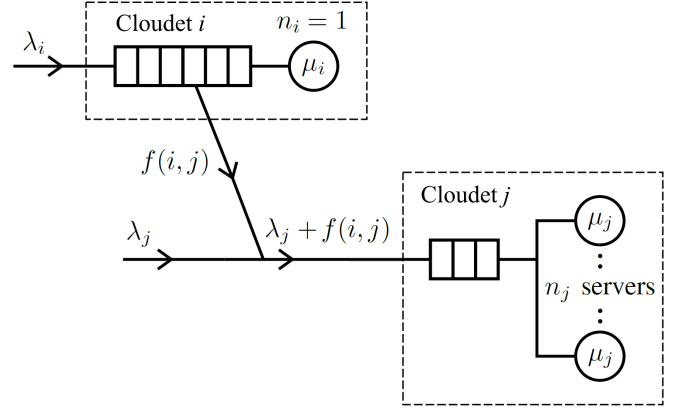 Cloudet i
n_i = 1
λ_i
μ_i
f(i, j)
λ_j
λ_j + f(i, j)
Cloudet j
μ_j
⋮
n_j servers
⋮
μ_j